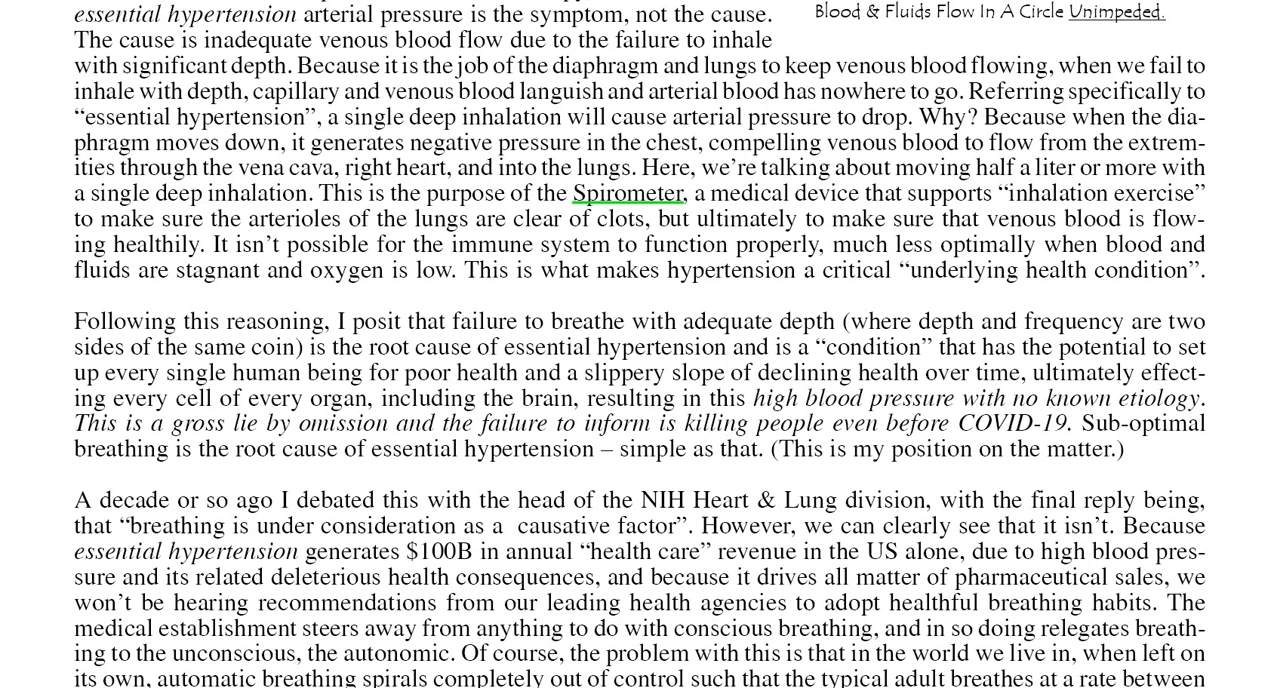 essential hypertension arterial pressure is the symptom, not the cause.
Blood & Fluids Flow In A Circle Unimpeded.
The cause is inadequate venous blood flow due to the failure to inhale
with significant depth. Because it is the job of the diaphragm and lungs to keep venous blood flowing, when we fail to
inhale with depth, capillary and venous blood languish and arterial blood has nowhere to go. Referring specifically to
“essential hypertension”, a single deep inhalation will cause arterial pressure to drop. Why? Because when the dia-
phragm moves down, it generates negative pressure in the chest, compelling venous blood to flow from the extrem-
ities through the vena cava, right heart, and into the lungs. Here, we’re talking about moving half a liter or more with
a single deep inhalation. This is the purpose of the Spirometer, a medical device that supports “inhalation exercise”
to make sure the arterioles of the lungs are clear of clots, but ultimately to make sure that venous blood is flow-
ing healthily. It isn’t possible for the immune system to function properly, much less optimally when blood and
fluids are stagnant and oxygen is low. This is what makes hypertension a critical “underlying health condition”.
Following this reasoning, I posit that failure to breathe with adequate depth (where depth and frequency are two
sides of the same coin) is the root cause of essential hypertension and is a “condition” that has the potential to set
up every single human being for poor health and a slippery slope of declining health over time, ultimately effect-
ing every cell of every organ, including the brain, resulting in this high blood pressure with no known etiology.
This is a gross lie by omission and the failure to inform is killing people even before COVID-19. Sub-optimal
breathing is the root cause of essential hypertension – simple as that. (This is my position on the matter.)
A decade or so ago I debated this with the head of the NIH Heart & Lung division, with the final reply being,
that “breathing is under consideration as a causative factor”. However, we can clearly see that it isn’t. Because
essential hypertension generates $100B in annual “health care” revenue in the US alone, due to high blood pres-
sure and its related deleterious health consequences, and because it drives all matter of pharmaceutical sales, we
won’t be hearing recommendations from our leading health agencies to adopt healthful breathing habits. The
medical establishment steers away from anything to do with conscious breathing, and in so doing relegates breath-
ing to the unconscious, the autonomic. Of course, the problem with this is that in the world we live in, when left on
its own, automatic breathing spirals completely out of control such that the typical adult breathes at a rate between